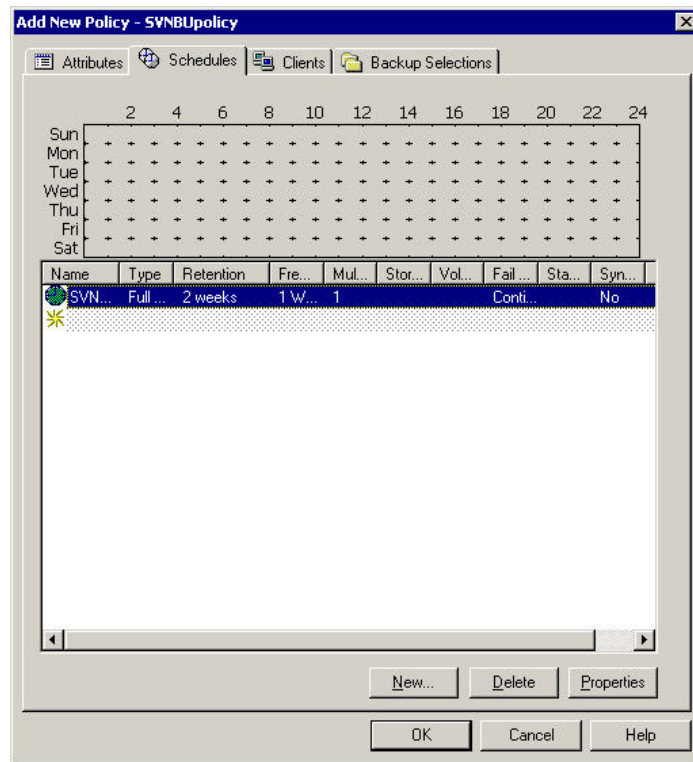 Add New Policy - SVNBUpolicy
Attributes Schedules Clients Backup Selections
2 4 6 8 10 12 14 16 18 20 22 24
Sun
Mon
Tue
Wed
Thu
Fri
Sat
Name Type Retention Fre... Mul... Stor... Vol... Fail ... Sta... Syn...
SVN... Full ... 2 weeks 1 W... 1 Conti... No
New... Delete Properties
OK Cancel Help